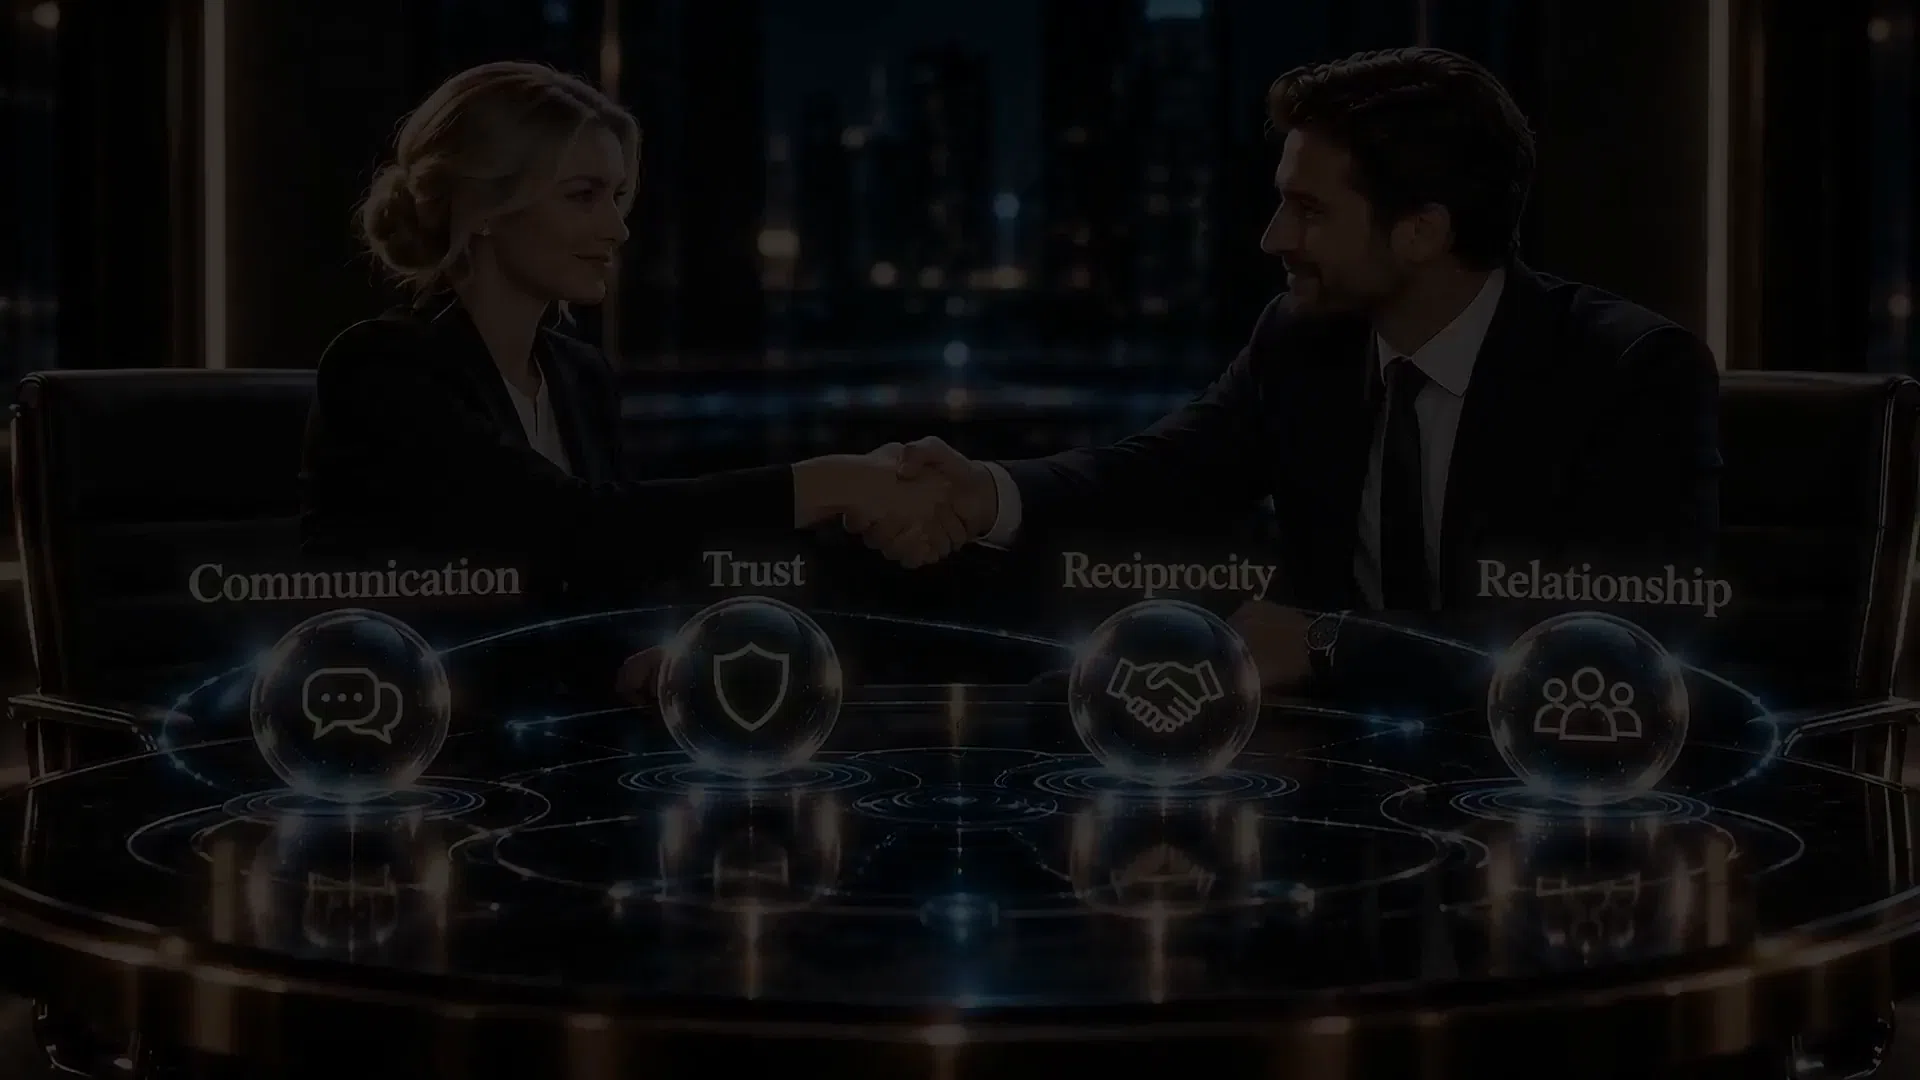 Communication
Trust
Reciprocity
Relationship